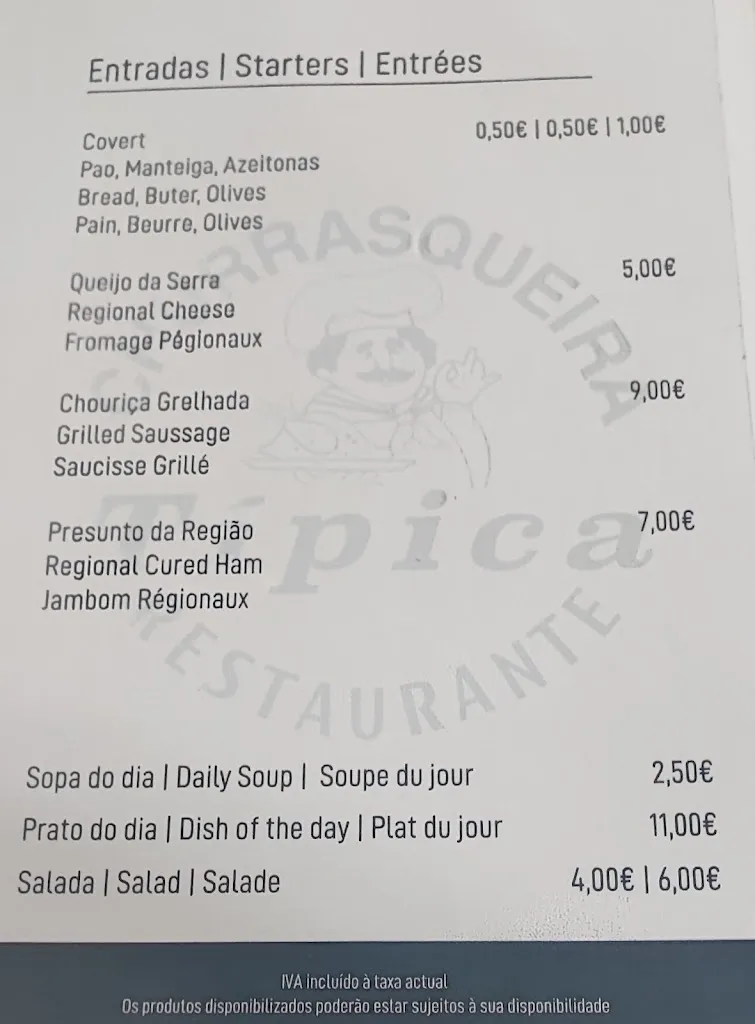 Entradas | Starters | Entrées
Covert 0,50€ | 0,50€ | 1,00€
Pao, Manteiga, Azeitonas
Bread, Buter, Olives
Pain, Beurre, Olives
Queijo da Serra 5,00€
Regional Cheese
Fromage Pégionaux
Chouriça Grelhada 9,00€
Grilled Saussage
Saucisse Grillé
Presunto da Região 7,00€
Regional Cured Ham
Jambom Régionaux
CHURRASQUEIRA
Típica
RESTAURANTE
Sopa do dia | Daily Soup | Soupe du jour 2,50€
Prato do dia | Dish of the day | Plat du jour 11,00€
Salada | Salad | Salade 4,00€ | 6,00€
IVA incluído à taxa actual
Os produtos disponibilizados poderão estar sujeitos à sua disponibilidade